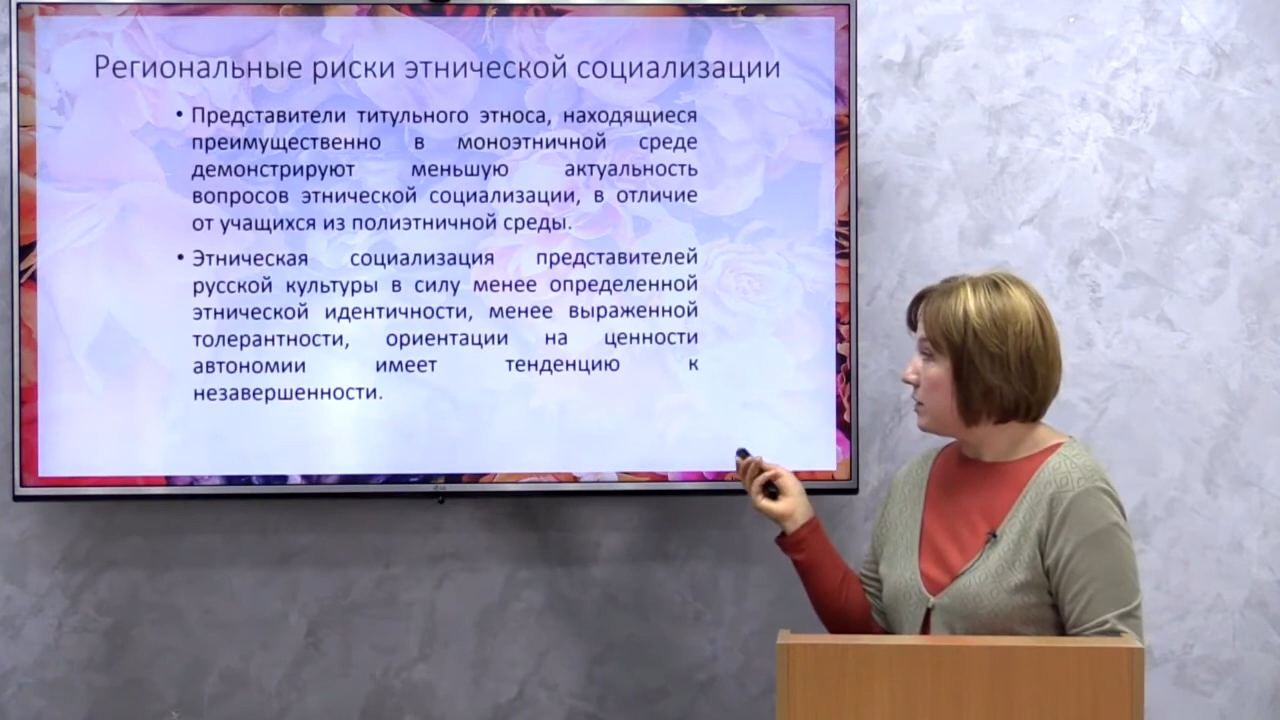 Региональные риски этнической социализации
• Представители титульного этноса, находящиеся
преимущественно в моноэтничной среде
демонстрируют меньшую актуальность
вопросов этнической социализации, в отличие
от учащихся из полиэтничной среды.
• Этническая социализация представителей
русской культуры в силу менее определенной
этнической идентичности, менее выраженной
толерантности, ориентации на ценности
автономии имеет тенденцию к
незавершенности.
LG